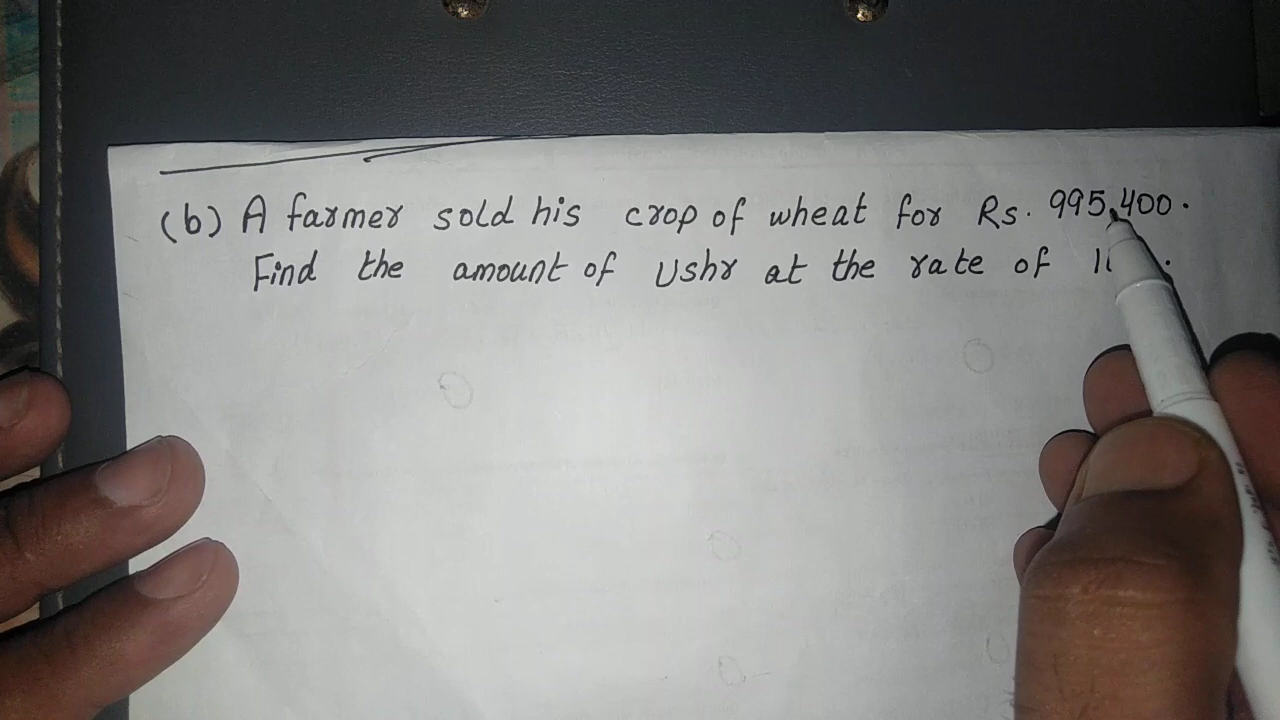 (b) A farmer sold his crop of wheat for Rs. 995,400.
Find the amount of Ushr at the rate of